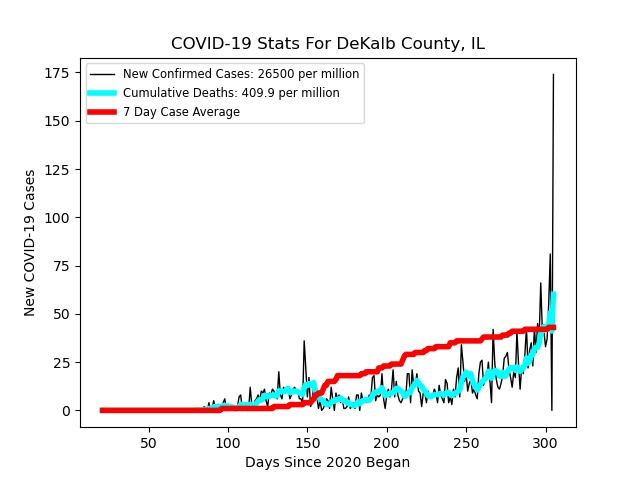 COVID-19 Stats For DeKalb County, IL
New Confirmed Cases: 26500 per million
Cumulative Deaths: 409.9 per million
7 Day Case Average
New COVID-19 Cases
175
150
125
100
75
50
25
0
50 100 150 200 250 300
Days Since 2020 Began